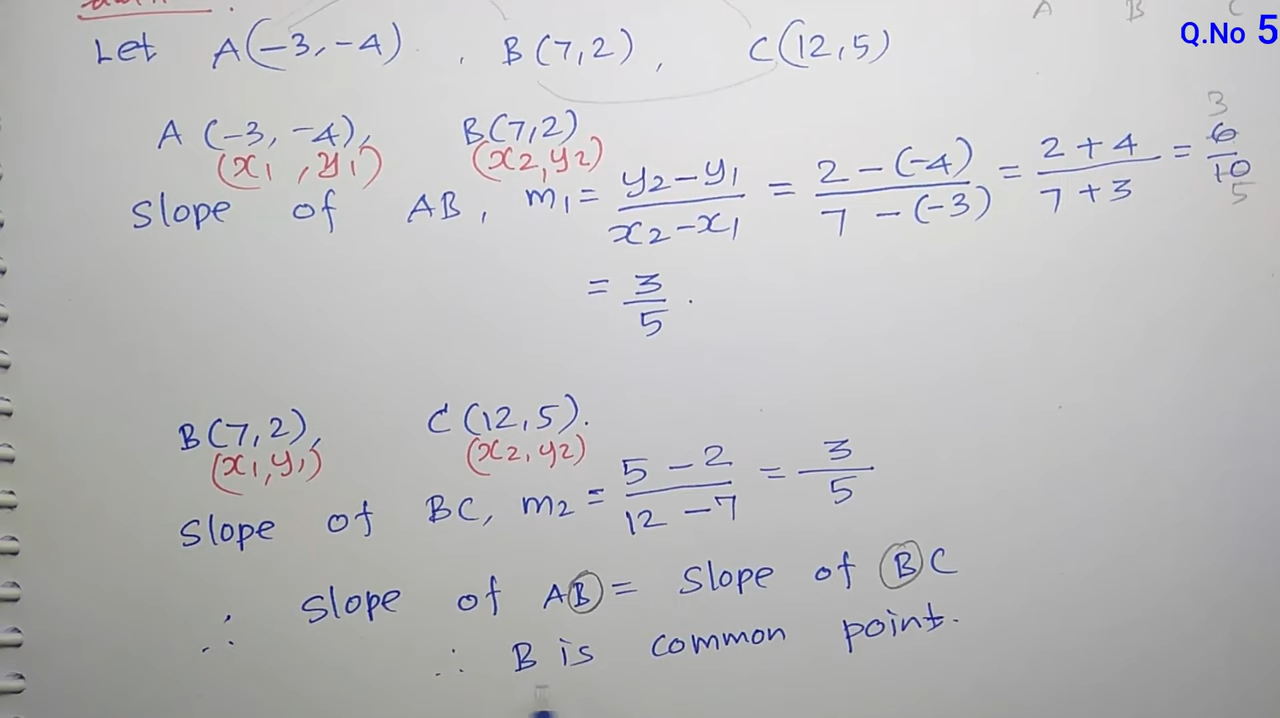 A B C
Q.No 5
Let A(-3,-4) , B(7,2), C(12,5)
A (-3, -4), B(7,2)
(x1, y1) (x2, y2)
Slope of AB, m1 = y2-y1 / x2-x1 = 2-(-4) / 7-(-3) = 2+4 / 7+3 = 6/10 3 5
= 3/5 .
B(7,2), C(12,5).
(x1, y1) (x2, y2)
Slope of BC, m2 = 5-2 / 12-7 = 3/5
∴ Slope of AB = Slope of BC
∴ B is common point.